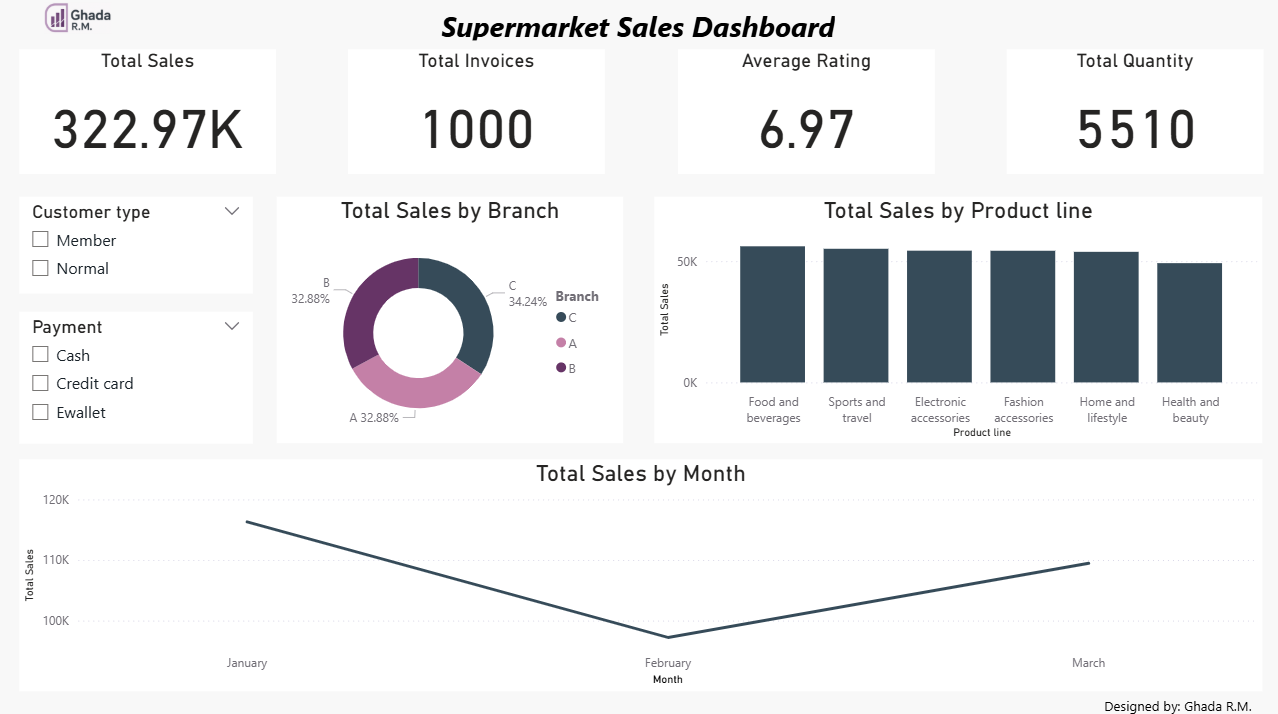 Ghada
R.M.
Supermarket Sales Dashboard
Total Sales
322.97K
Total Invoices
1000
Average Rating
6.97
Total Quantity
5510
Customer type
Member
Normal
Payment
Cash
Credit card
Ewallet
Total Sales by Branch
B
32.88%
C
34.24%
A 32.88%
Branch
C
A
B
Total Sales by Product line
Total Sales
50K
0K
Food and
beverages
Sports and
travel
Electronic
accessories
Fashion
accessories
Home and
lifestyle
Health and
beauty
Product line
Total Sales by Month
Total Sales
120K
110K
100K
January
February
March
Month
Designed by: Ghada R.M.